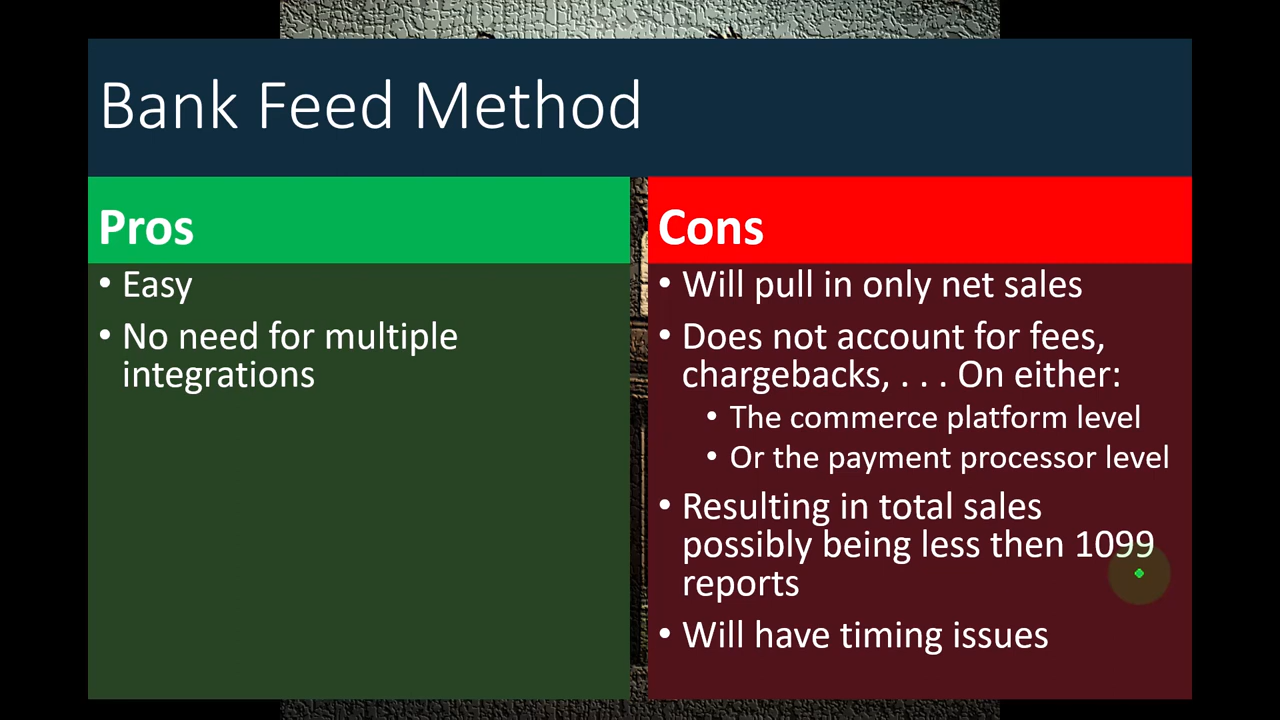 Bank Feed Method
Pros
• Easy
• No need for multiple
integrations
Cons
• Will pull in only net sales
• Does not account for fees,
chargebacks, . . . On either:
• The commerce platform level
• Or the payment processor level
• Resulting in total sales
possibly being less then 1099
reports
• Will have timing issues